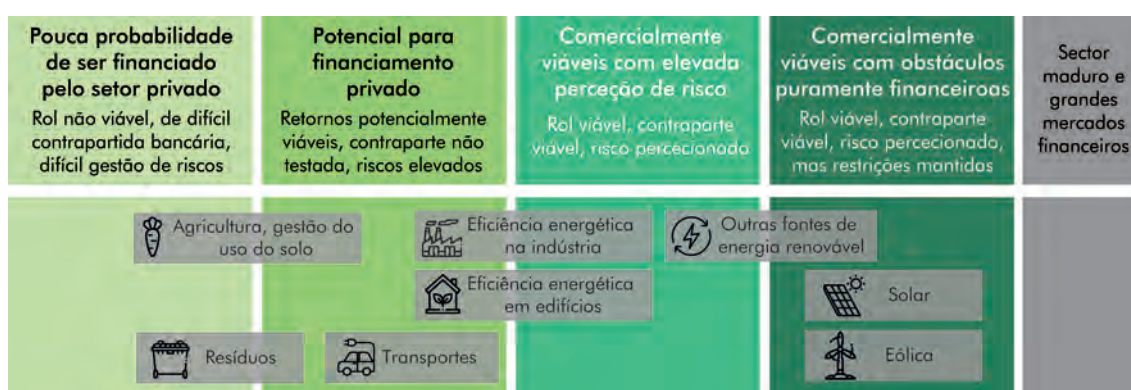 Pouca probabilidade
de ser financiado
pelo setor privado
Rol não viável, de difícil
contrapartida bancária,
difícil gestão de riscos
Potencial para
financiamento
privado
Retornos potencialmente
viáveis, contraparte não
testada, riscos elevados
Comercialmente
viáveis com elevada
perceção de risco
Rol viável, contraparte
viável, risco percecionado
Comercialmente
viáveis com obstáculos
puramente financeiroas
Rol viável, contraparte
viável, risco percecionado,
mas restrições mantidas
Sector
maduro e
grandes
mercados
financeiros
Agricultura, gestão do
uso do solo
Eficiência energética
na indústria
Outras fontes de
energia renovável
Eficiência energética
em edifícios
Solar
Resíduos
Transportes
Eólica